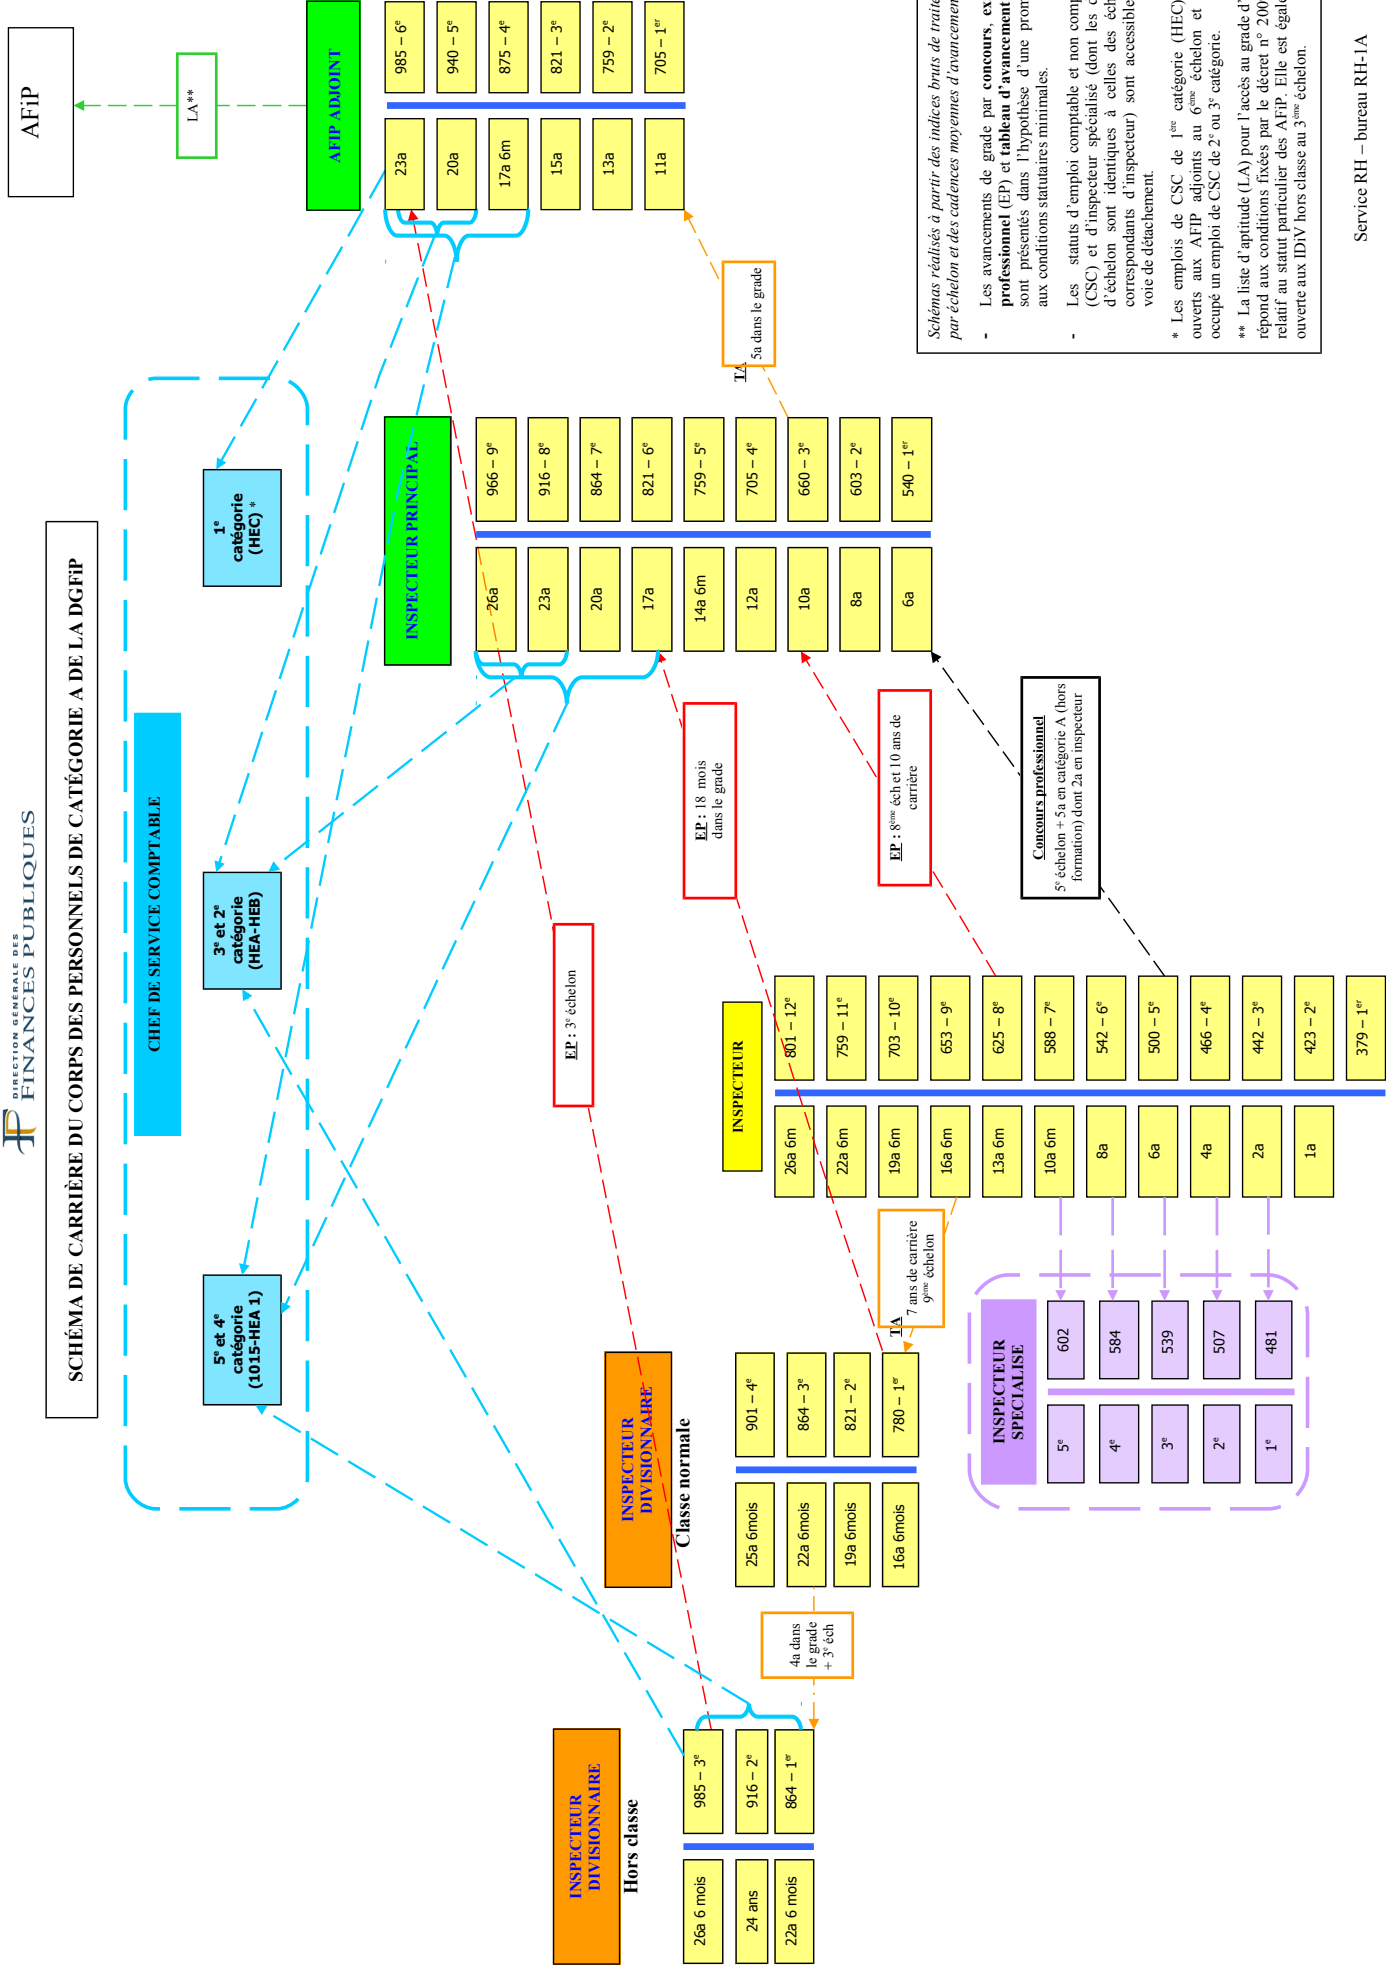 DIRECTION GÉNÉRALE DES
FINANCES PUBLIQUES
SCHÉMA DE CARRIÈRE DU CORPS DES PERSONNELS DE CATÉGORIE A DE LA DGFiP
AFiP
LA**
CHEF DE SERVICE COMPTABLE
5e et 4e
catégorie
(1015-HEA 1)
3e et 2e
catégorie
(HEA-HEB)
1e
catégorie
(HEC) *
AFIP ADJOINT
23a
985 – 6e
20a
940 – 5e
17a 6m
875 – 4e
15a
821 – 3e
13a
759 – 2e
11a
705 – 1er
INSPECTEUR PRINCIPAL
26a
966 – 9e
23a
916 – 8e
20a
864 – 7e
17a
821 – 6e
14a 6m
759 – 5e
12a
705 – 4e
10a
660 – 3e
8a
603 – 2e
6a
540 – 1er
TA
5a dans le grade
INSPECTEUR
DIVISIONNAIRE
Hors classe
26a 6 mois
985 – 3e
24 ans
916 – 2e
22a 6 mois
864 – 1er
4a dans
le grade
+ 3e éch
INSPECTEUR
DIVISIONNAIRE
Classe normale
25a 6mois
901 – 4e
22a 6mois
864 – 3e
19a 6mois
821 – 2e
16a 6mois
780 – 1er
EP : 3e échelon
EP : 18 mois
dans le grade
EP : 8ème éch et 10 ans de
carrière
Concours professionnel
5e échelon + 5a en catégorie A (hors
formation) dont 2a en inspecteur
TA
7 ans de carrière
9ème échelon
INSPECTEUR
26a 6m
801 – 12e
22a 6m
759 – 11e
19a 6m
703 – 10e
16a 6m
653 – 9e
13a 6m
625 – 8e
10a 6m
588 – 7e
8a
542 – 6e
6a
500 – 5e
4a
466 – 4e
2a
442 – 3e
1a
423 – 2e
379 – 1er
INSPECTEUR
SPECIALISE
5e
602
4e
584
3e
539
2e
507
1e
481
Schémas réalisés à partir des indices bruts de
par échelon et des cadences moyennes
- Les avancements de grade par concours,
professionnel (EP) et tableau d'avancement
sont présentés dans l'hypothèse d'une
aux conditions statutaires minimales.
- Les statuts d'emploi comptable et non
(CSC) et d'inspecteur spécialisé (dont les
d'échelon sont identiques à celles des
correspondants d'inspecteur) sont
voie de détachement.
* Les emplois de CSC de 1ère catégorie (HEC)
ouverts aux AFIP adjoints au 6ème échelon et
occupé un emploi de CSC de 2e ou 3e catégorie.
** La liste d'aptitude (LA) pour l'accès au grade
répond aux conditions fixées par le décret n°
relatif au statut particulier des AFiP. Elle est
ouverte aux IDiV hors classe au 3ème échelon.
Service RH – bureau RH-1A